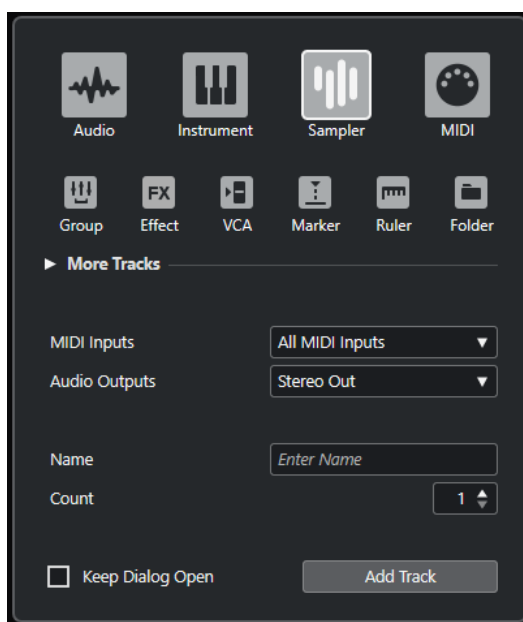 Audio Instrument Sampler MIDI
FX
Group Effect VCA Marker Ruler Folder
More Tracks
MIDI Inputs All MIDI Inputs
Audio Outputs Stereo Out
Name Enter Name
Count 1
Keep Dialog Open Add Track